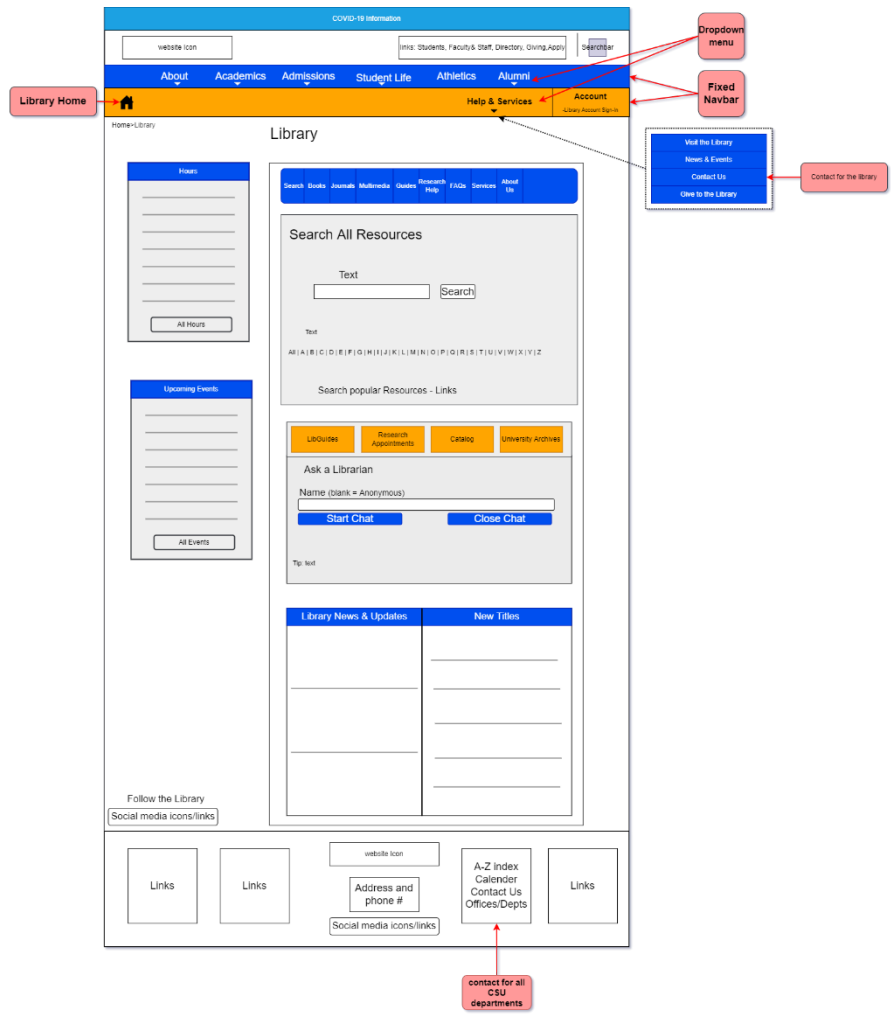 COVID-19 Information
website Icon
links: Students, Faculty& Staff, Directory, Giving,Apply
Searchbar
Dropdown
menu
About
Academics
Admissions
Student Life
Athletics
Alumni
Fixed
Navbar
Library Home
Help & Services
Account
-Library Account Sign-In
Home>Library
Library
Visit the Library
News & Events
Contact Us
Give to the Library
Contact for the library
Hours
All Hours
Search
Books
Journals
Multimedia
Guides
Research
Help
FAQs
Services
About
Us
Search All Resources
Text
Search
Text
All | A | B | C | D | E | F | G | H | I | J | K | L | M | N | O | P | Q | R | S | T | U | V | W | X | Y | Z
Search popular Resources - Links
Upcoming Events
All Events
LibGuides
Research
Appointments
Catalog
University Archives
Ask a Librarian
Name (blank = Anonymous)
Start Chat
Close Chat
Tip: text
Library News & Updates
New Titles
Follow the Library
Social media icons/links
Links
Links
website Icon
Address and
phone #
Social media icons/links
A-Z index
Calender
Contact Us
Offices/Depts
Links
contact for all
CSU
departments